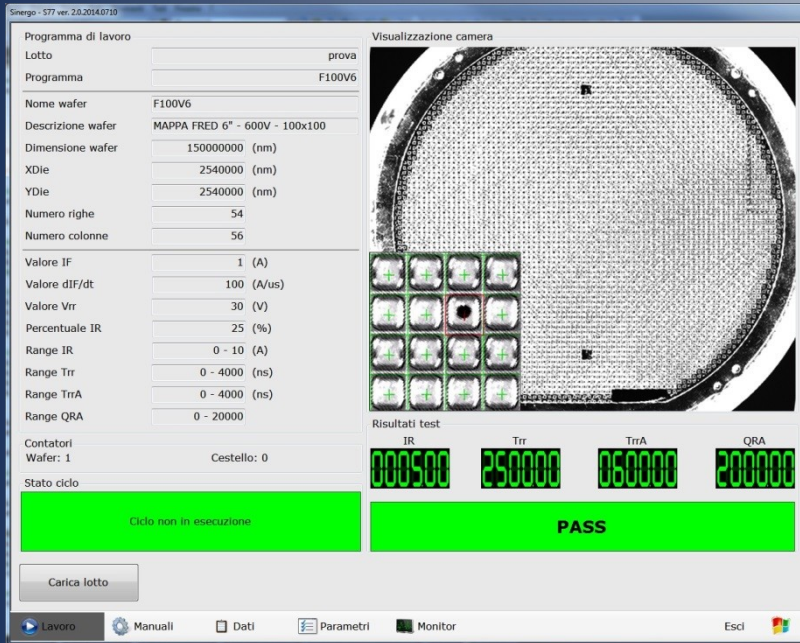 Sinergo - S77 ver. 2.0.2014.0710
Programma di lavoro
Lotto prova
Programma F100V6
Nome wafer F100V6
Descrizione wafer MAPPA FRED 6" - 600V - 100x100
Dimensione wafer 150000000 (nm)
XDie 2540000 (nm)
YDie 2540000 (nm)
Numero righe 54
Numero colonne 56
Valore IF 1 (A)
Valore dIF/dt 100 (A/us)
Valore Vrr 30 (V)
Percentuale IR 25 (%)
Range IR 0 - 10 (A)
Range Trr 0 - 4000 (ns)
Range TrrA 0 - 4000 (ns)
Range QRA 0 - 20000
Contatori
Wafer: 1 Cestello: 0
Stato ciclo
Ciclo non in esecuzione
Carica lotto
Visualizzazione camera
Risultati test
IR Trr TrrA QRA
000500 250000 060000 200000
PASS
Lavoro Manuali Dati Parametri Monitor Esci